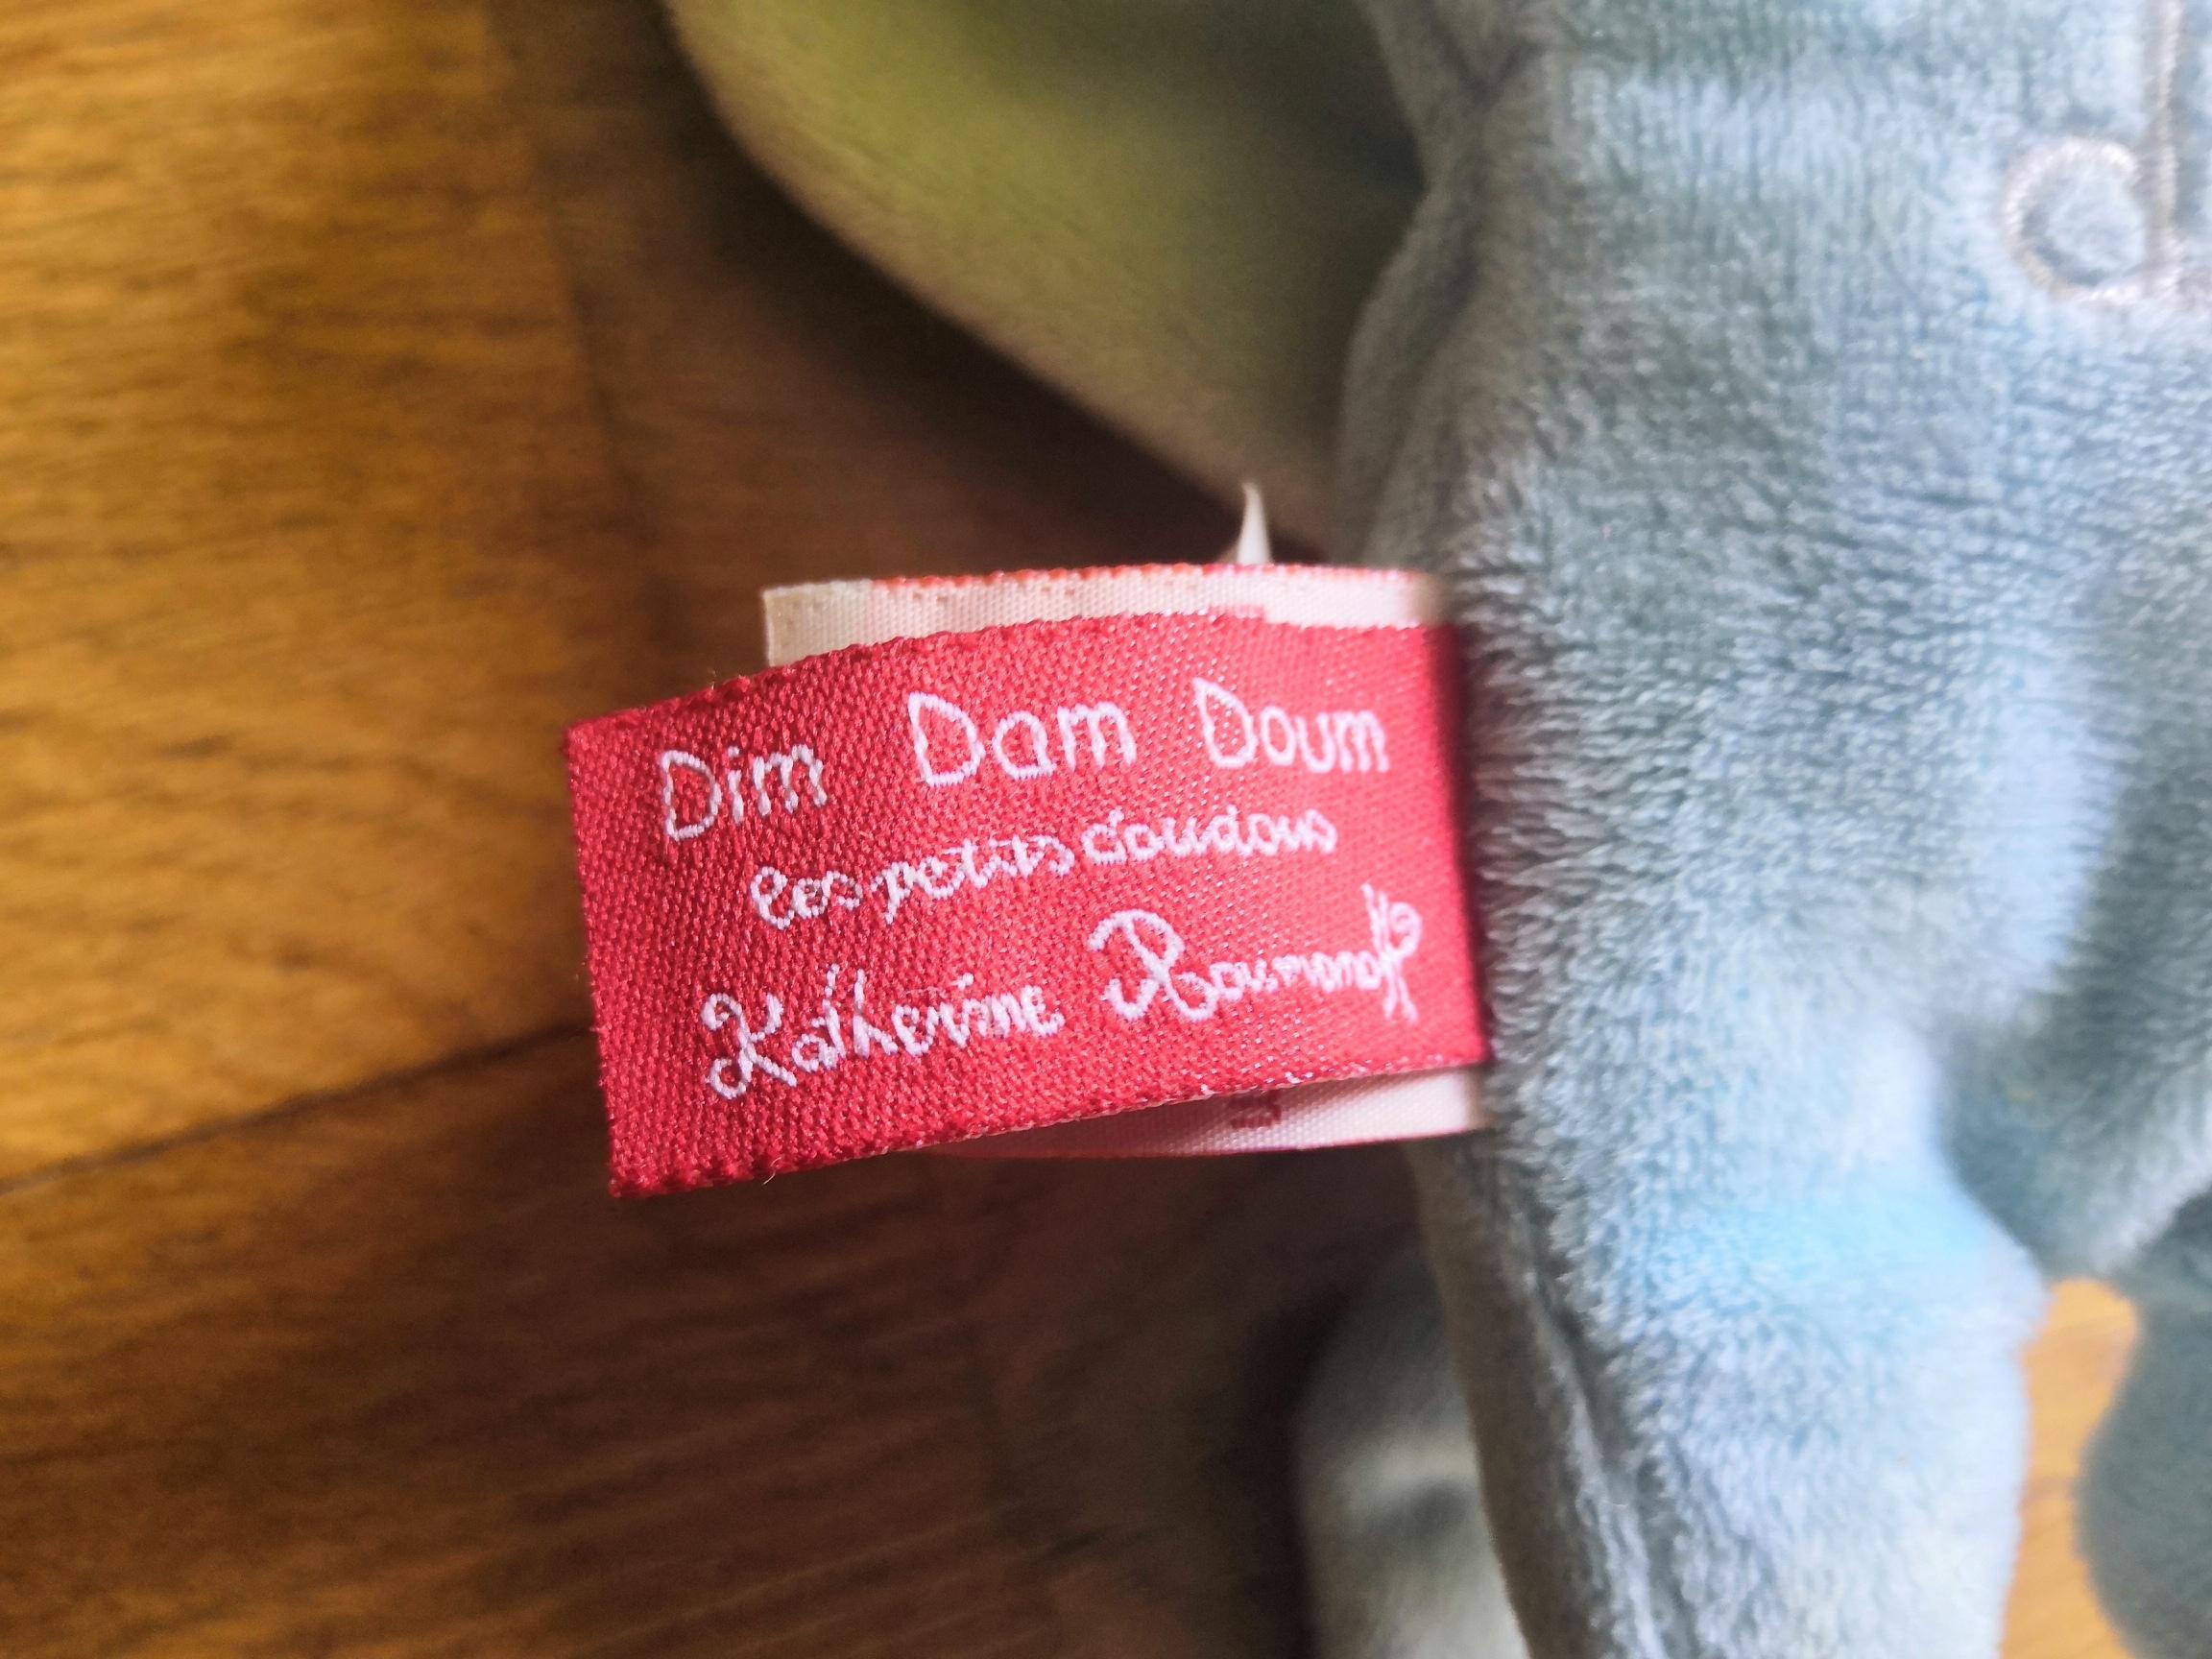 Dim Dam Doum
les petits doudous
Katherine Roumanoff
d